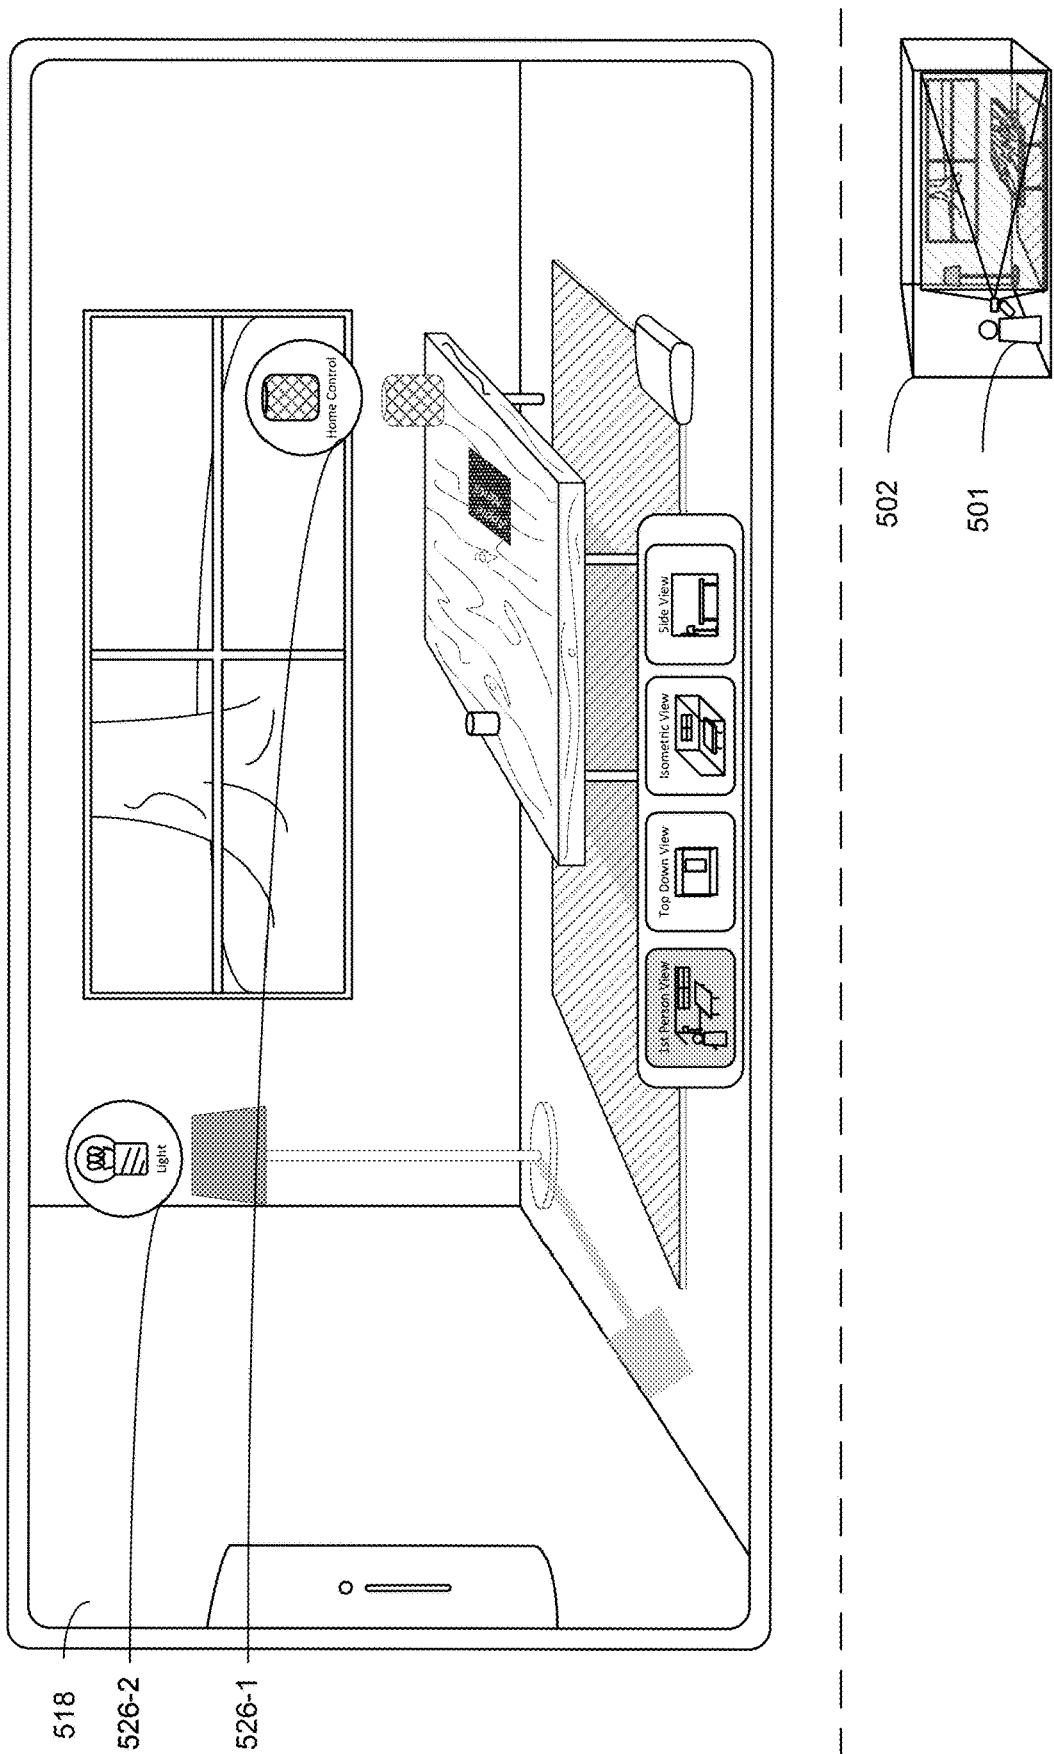 518
526-2
526-1
Light
Home Control
1st Person View
Top Down View
Isometric View
Side View
502
501